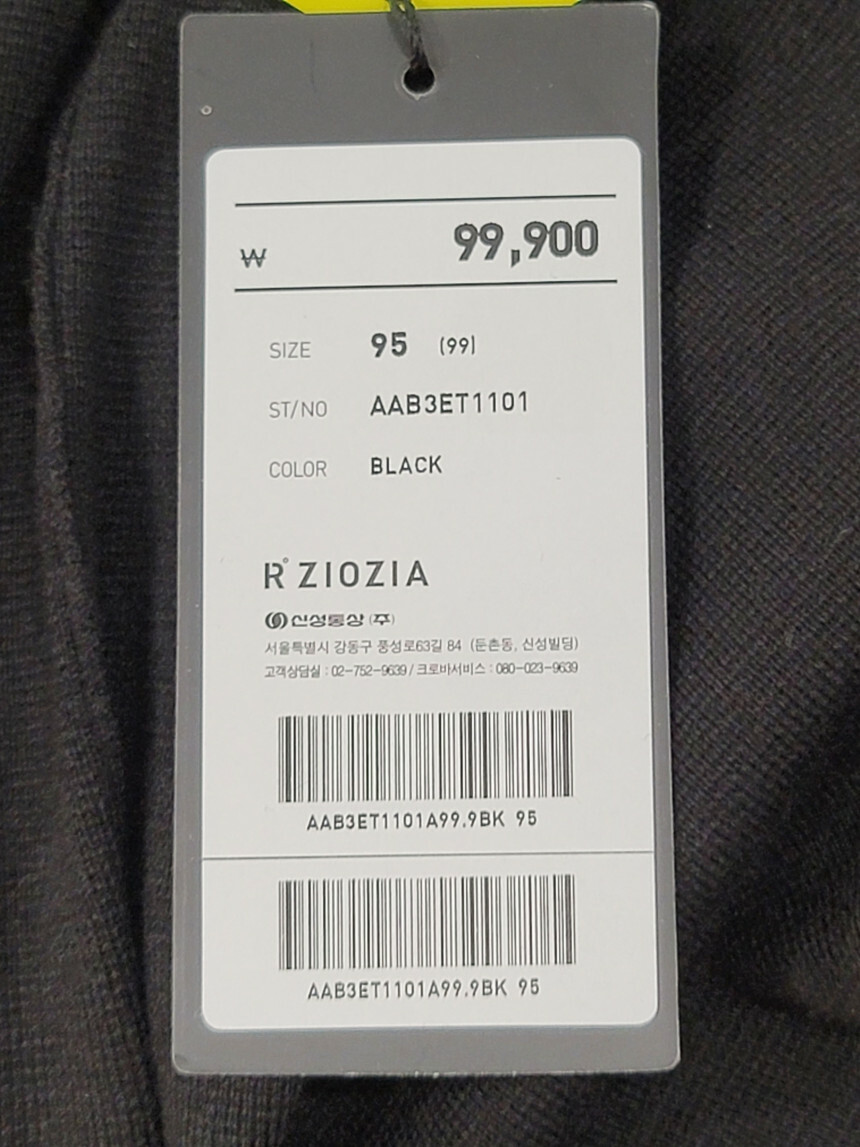 ₩ 99,900
SIZE 95 (99)
ST/NO AAB3ET1101
COLOR BLACK
R° ZIOZIA
신성통상 (주)
서울특별시 강동구 풍성로63길 84 (둔촌동, 신성빌딩)
고객상담실 : 02-752-9639 / 크로바서비스 : 080-023-9639
AAB3ET1101A99.9BK 95
AAB3ET1101A99.9BK 95